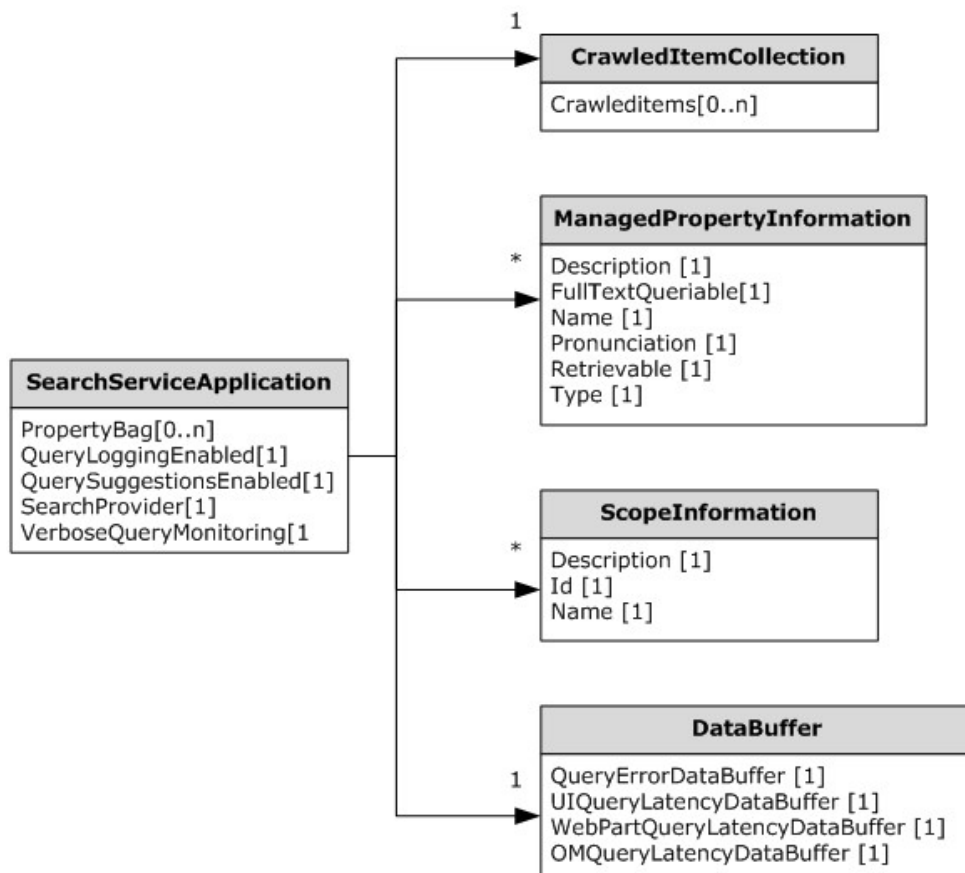 1
CrawledItemCollection
Crawleditems[0..n]
ManagedPropertyInformation
*
Description [1]
FullTextQueriable[1]
Name [1]
Pronunciation [1]
Retrievable [1]
Type [1]
SearchServiceApplication
PropertyBag[0..n]
QueryLoggingEnabled[1]
QuerySuggestionsEnabled[1]
SearchProvider[1]
VerboseQueryMonitoring[1
ScopeInformation
*
Description [1]
Id [1]
Name [1]
DataBuffer
1
QueryErrorDataBuffer [1]
UIQueryLatencyDataBuffer [1]
WebPartQueryLatencyDataBuffer [1]
OMQueryLatencyDataBuffer [1]